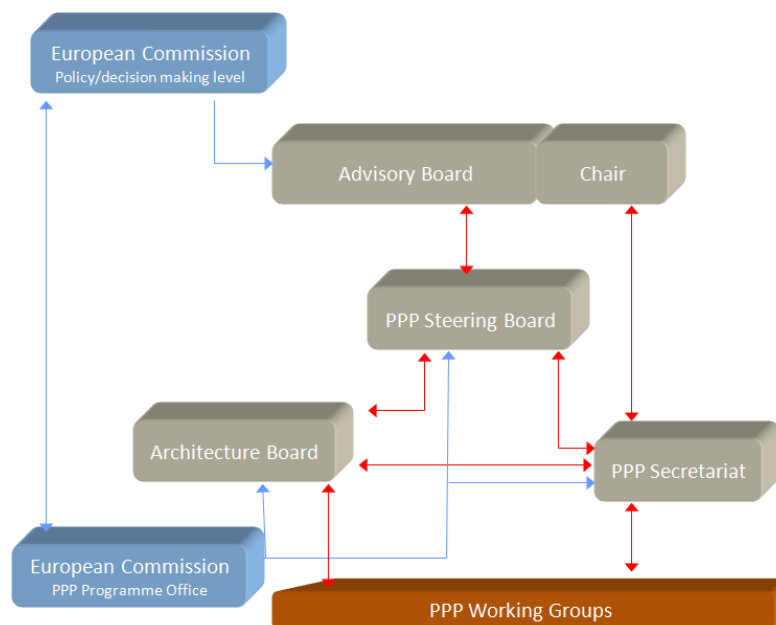 European Commission
Policy/decision making level
Advisory Board
Chair
PPP Steering Board
Architecture Board
PPP Secretariat
European Commission
PPP Programme Office
PPP Working Groups